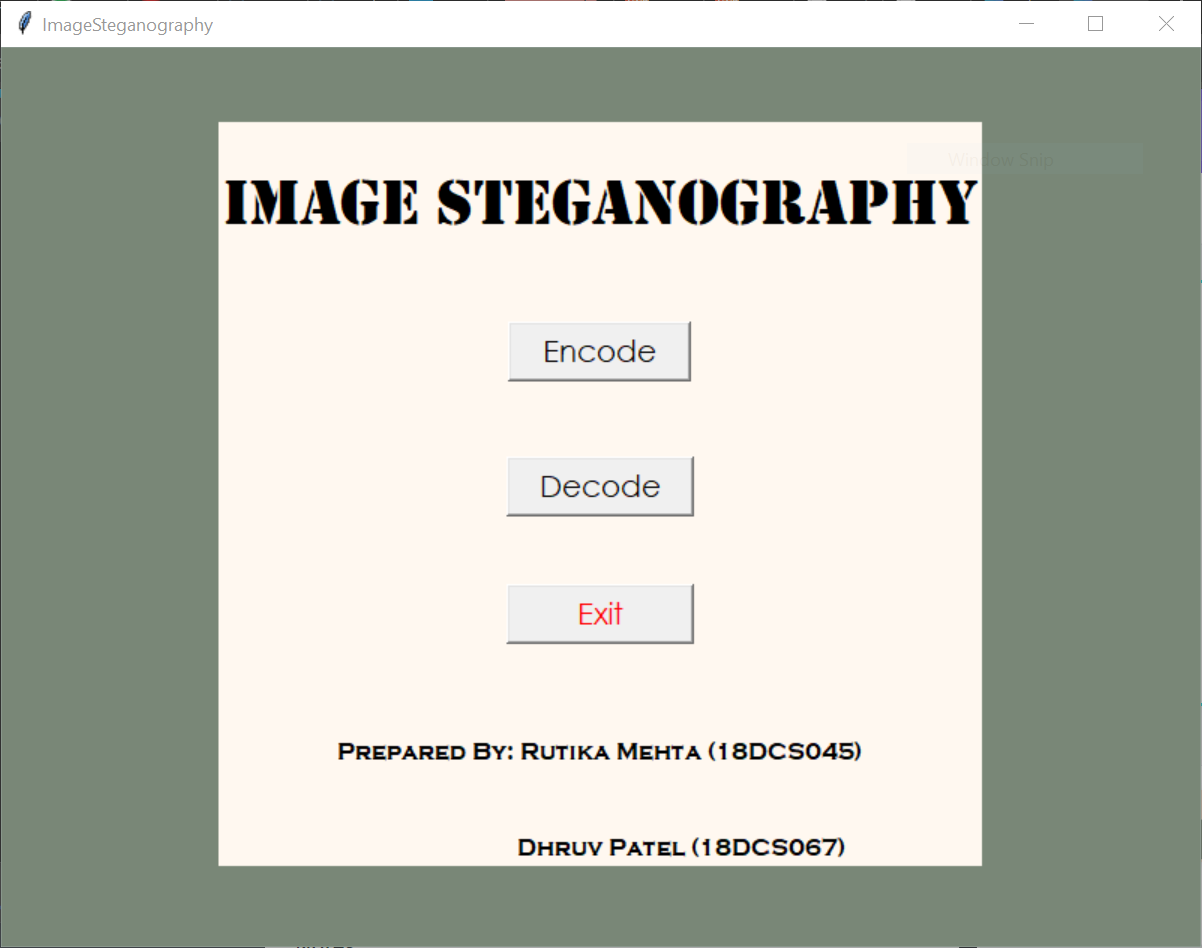 ImageSteganography
Window Snip
IMAGE STEGANOGRAPHY
Encode
Decode
Exit
Prepared By: Rutika Mehta (18DCS045)
Dhruv Patel (18DCS067)